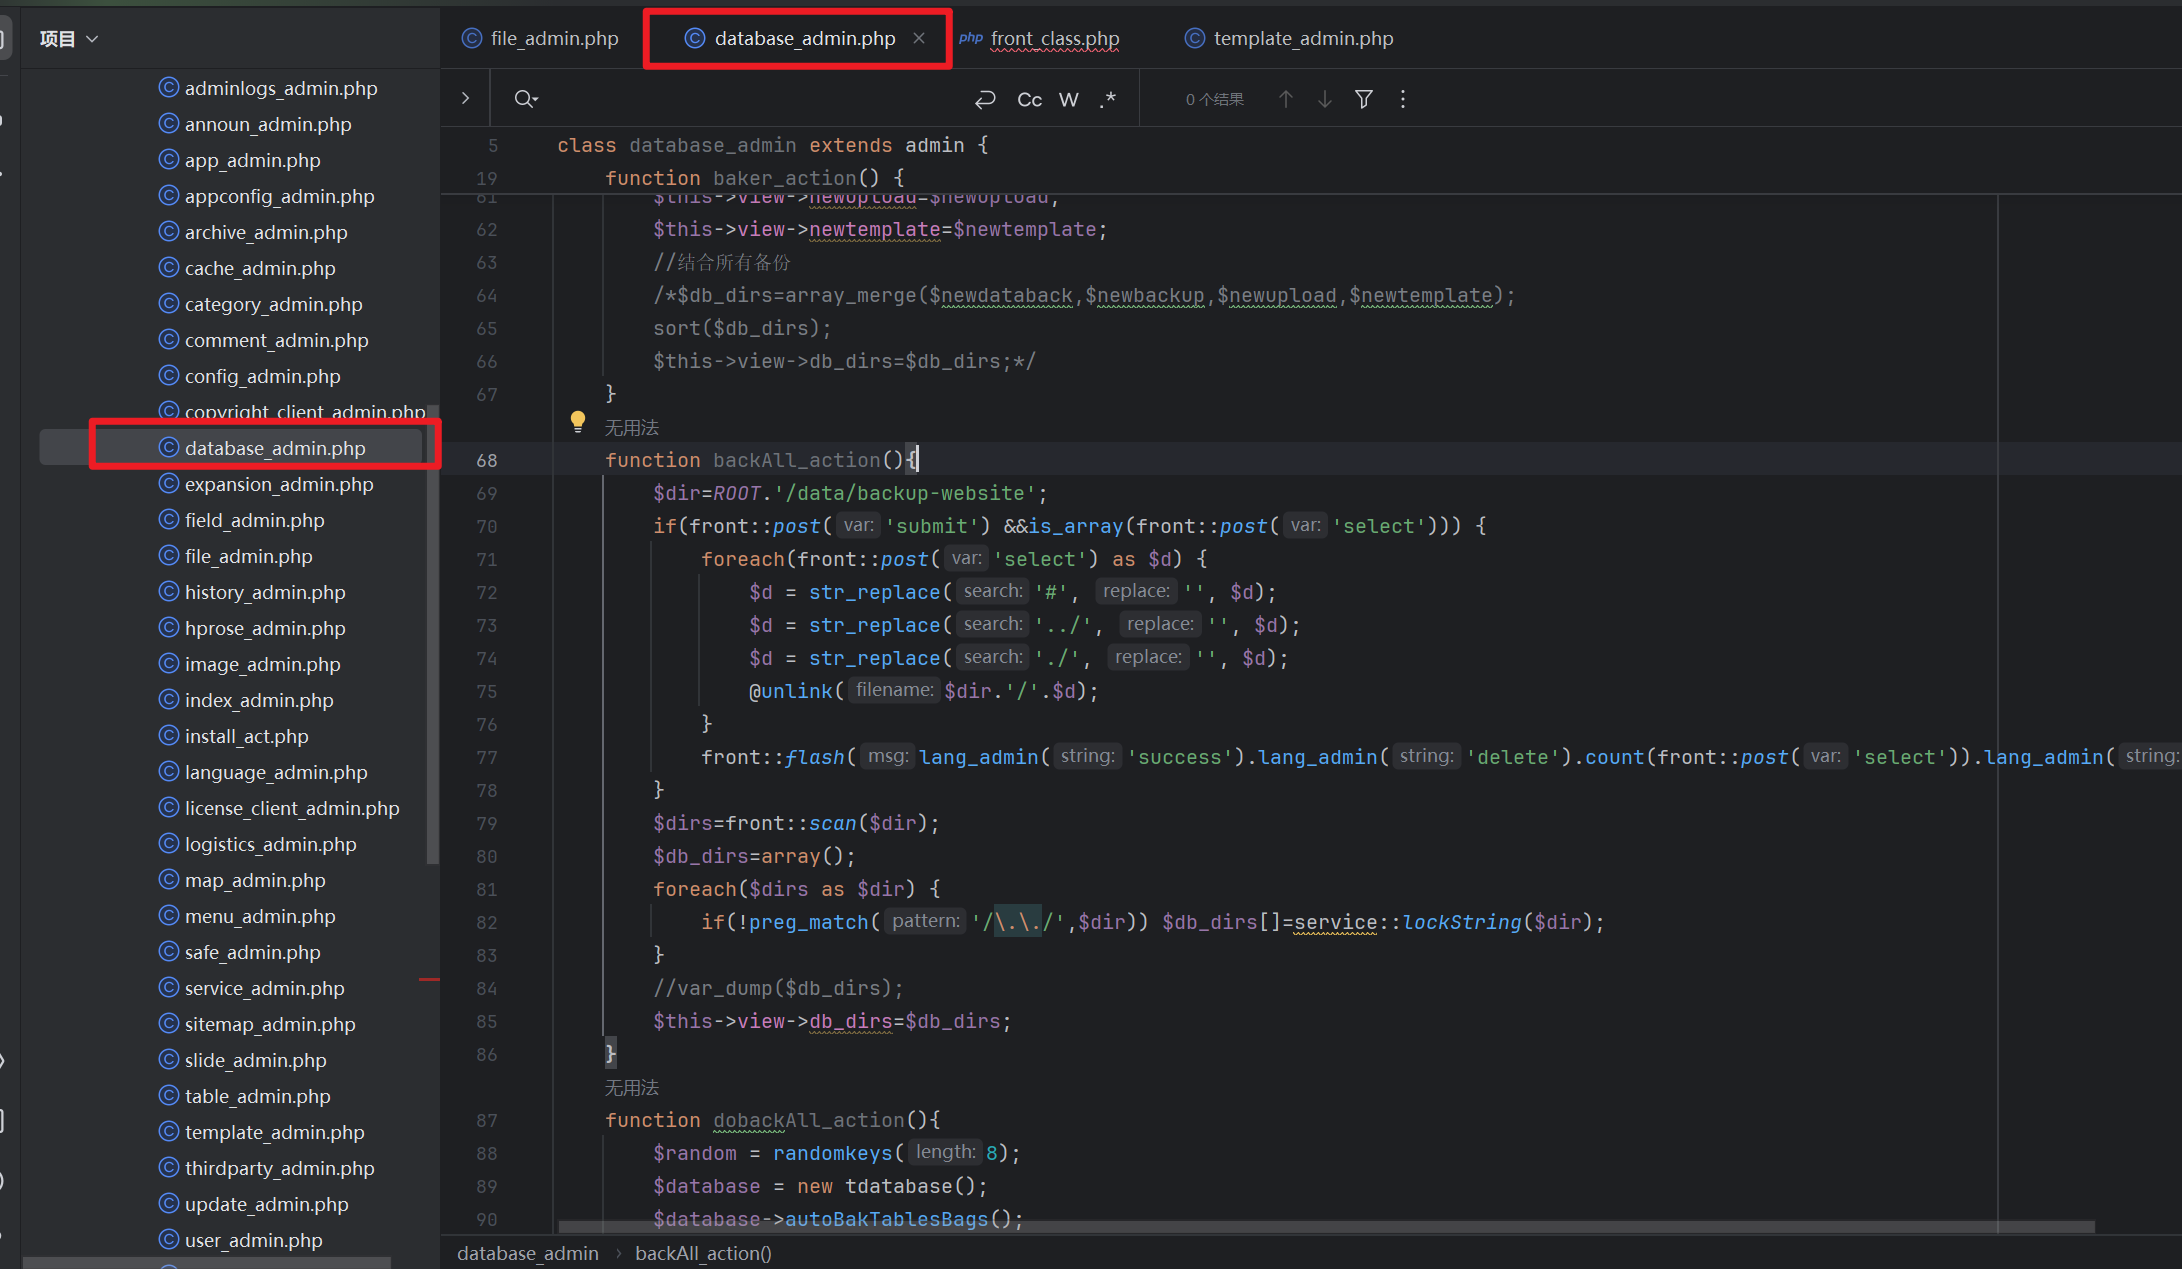 项目
file_admin.php
database_admin.php
front_class.php
template_admin.php
adminlogs_admin.php
announ_admin.php
app_admin.php
appconfig_admin.php
archive_admin.php
cache_admin.php
category_admin.php
comment_admin.php
config_admin.php
copyright_client_admin.php
database_admin.php
expansion_admin.php
field_admin.php
file_admin.php
history_admin.php
hprose_admin.php
image_admin.php
index_admin.php
install_act.php
language_admin.php
license_client_admin.php
logistics_admin.php
map_admin.php
menu_admin.php
safe_admin.php
service_admin.php
sitemap_admin.php
slide_admin.php
table_admin.php
template_admin.php
thirdparty_admin.php
update_admin.php
user_admin.php
Cc W .* 0 个结果
5 class database_admin extends admin {
19 function baker_action() {
61 $this->view->newupload=$newupload;
62 $this->view->newtemplate=$newtemplate;
63 //结合所有备份
64 /*$db_dirs=array_merge($newdataback,$newbackup,$newupload,$newtemplate);
65 sort($db_dirs);
66 $this->view->db_dirs=$db_dirs;*/
67 }
无用法
68 function backAll_action(){
69 $dir=ROOT.'/data/backup-website';
70 if(front::post( var: 'submit') &&is_array(front::post( var: 'select'))) {
71 foreach(front::post( var: 'select') as $d) {
72 $d = str_replace( search: '#', replace: '', $d);
73 $d = str_replace( search: '../', replace: '', $d);
74 $d = str_replace( search: './', replace: '', $d);
75 @unlink( filename: $dir.'/'.$d);
76 }
77 front::flash( msg: lang_admin( string: 'success').lang_admin( string: 'delete').count(front::post( var: 'select')).lang_admin( string:
78 }
79 $dirs=front::scan($dir);
80 $db_dirs=array();
81 foreach($dirs as $dir) {
82 if(!preg_match( pattern: '/\.\./',$dir)) $db_dirs[]=service::lockString($dir);
83 }
84 //var_dump($db_dirs);
85 $this->view->db_dirs=$db_dirs;
86 }
无用法
87 function dobackAll_action(){
88 $random = randomkeys( length: 8);
89 $database = new tdatabase();
90 $database->autoBakTablesBags();
database_admin › backAll_action()